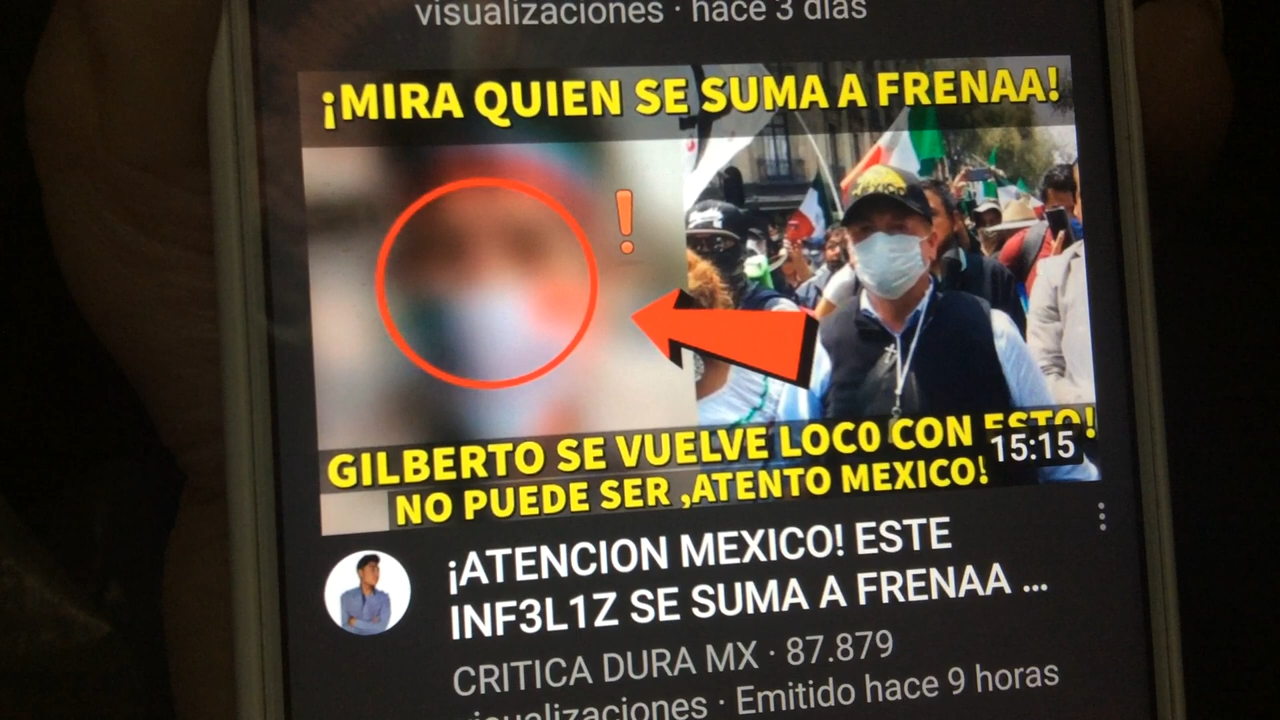 visualizaciones · hace 3 días
¡MIRA QUIEN SE SUMA A FRENAA!
MEXICO
GILBERTO SE VUELVE LOC0 CON ESTO!
15:15
NO PUEDE SER ,ATENTO MEXICO!
¡ATENCION MEXICO! ESTE
INF3L1Z SE SUMA A FRENAA ...
CRITICA DURA MX · 87.879
visualizaciones · Emitido hace 9 horas